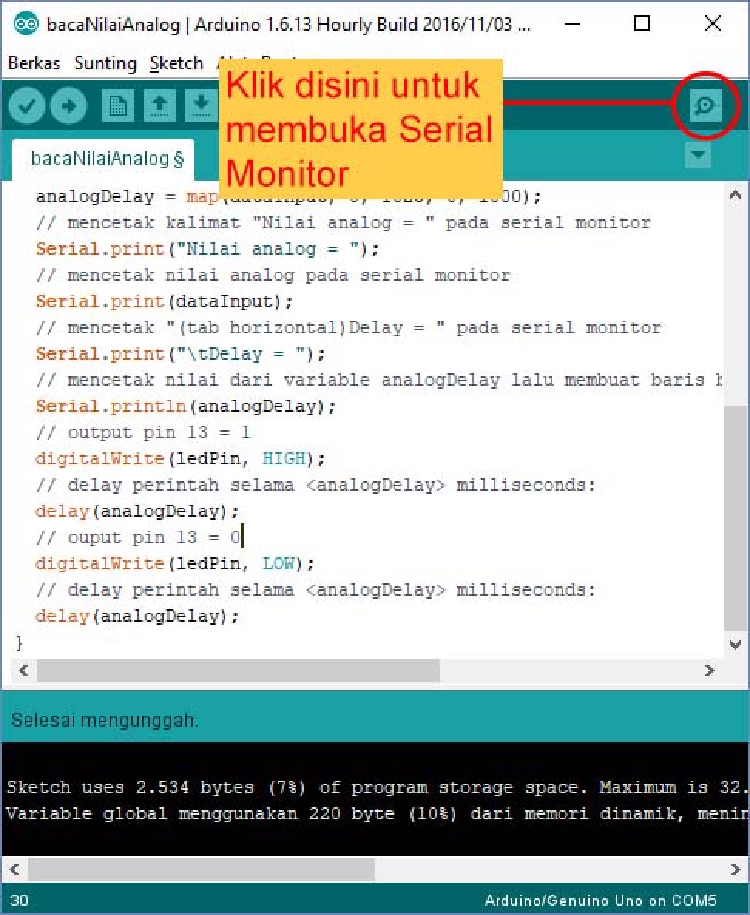 bacaNilaiAnalog | Arduino 1.6.13 Hourly Build 2016/11/03 ...
Berkas Sunting Sketch
Klik disini untuk
membuka Serial
Monitor
bacaNilaiAnalog §
analogDelay = map(dataInput, 0, 1023, 0, 1000);
// mencetak kalimat "Nilai analog = " pada serial monitor
Serial.print("Nilai analog = ");
// mencetak nilai analog pada serial monitor
Serial.print(dataInput);
// mencetak "(tab horizontal)Delay = " pada serial monitor
Serial.print("\tDelay = ");
// mencetak nilai dari variable analogDelay lalu membuat baris b
Serial.println(analogDelay);
// output pin 13 = 1
digitalWrite(ledPin, HIGH);
// delay perintah selama <analogDelay> milliseconds:
delay(analogDelay);
// ouput pin 13 = 0
digitalWrite(ledPin, LOW);
// delay perintah selama <analogDelay> milliseconds:
delay(analogDelay);
}
Selesai mengunggah.
Sketch uses 2.534 bytes (7%) of program storage space. Maximum is 32.
Variable global menggunakan 220 byte (10%) dari memori dinamik, menin
30 Arduino/Genuino Uno on COM5